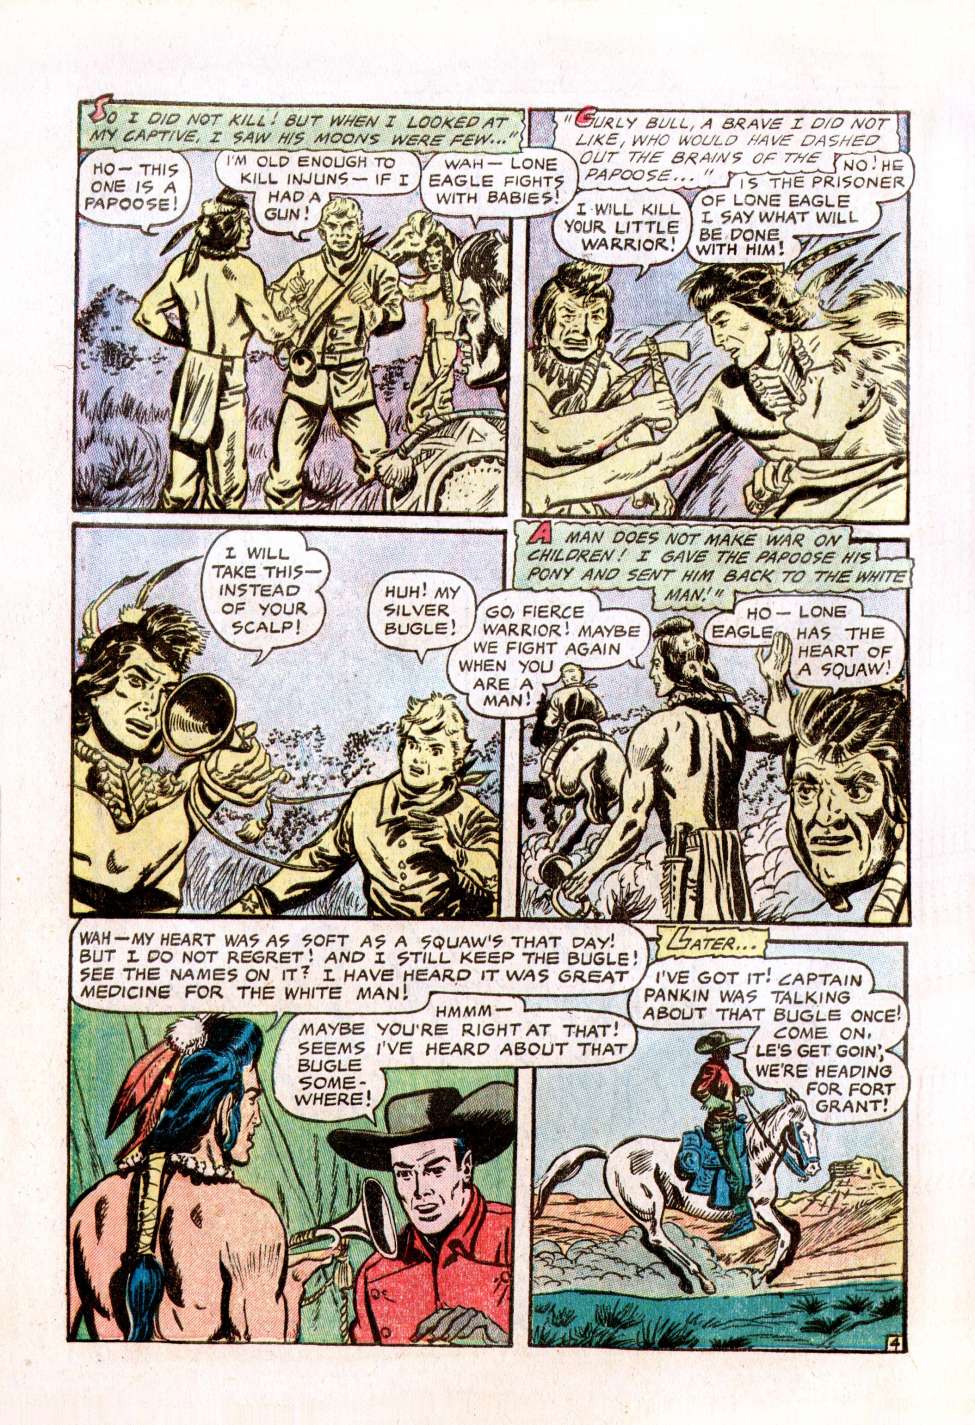 SO I DID NOT KILL! BUT WHEN I LOOKED AT
MY CAPTIVE, I SAW HIS MOONS WERE FEW..."
HO— THIS
ONE IS A
PAPOOSE!
I'M OLD ENOUGH TO
KILL INJUNS— IF I
HAD A
GUN!
WAH— LONE
EAGLE FIGHTS
WITH BABIES!
"CURLY BULL, A BRAVE I DID NOT
LIKE, WHO WOULD HAVE DASHED
OUT THE BRAINS OF THE
PAPOOSE..."
I WILL KILL
YOUR LITTLE
WARRIOR!
NO! HE
IS THE PRISONER
OF LONE EAGLE
I SAY WHAT WILL
BE DONE
WITH HIM!
I WILL
TAKE THIS—
INSTEAD
OF YOUR
SCALP!
HUH! MY
SILVER
BUGLE!
A MAN DOES NOT MAKE WAR ON
CHILDREN! I GAVE THE PAPOOSE HIS
PONY AND SENT HIM BACK TO THE WHITE
MAN!"
GO, FIERCE
WARRIOR! MAYBE
WE FIGHT AGAIN
WHEN YOU
ARE A
MAN!
HO— LONE
EAGLE HAS THE
HEART OF
A SQUAW!
WAH—MY HEART WAS AS SOFT AS A SQUAW'S THAT DAY!
BUT I DO NOT REGRET! AND I STILL KEEP THE BUGLE!
SEE THE NAMES ON IT? I HAVE HEARD IT WAS GREAT
MEDICINE FOR THE WHITE MAN!
HMMM—
MAYBE YOU'RE RIGHT AT THAT!
SEEMS I'VE HEARD ABOUT THAT
BUGLE
SOME-
WHERE!
LATER...
I'VE GOT IT! CAPTAIN
PANKIN WAS TALKING
ABOUT THAT BUGLE ONCE!
COME ON,
LE'S GET GOIN',
WE'RE HEADING
FOR FORT
GRANT!
4